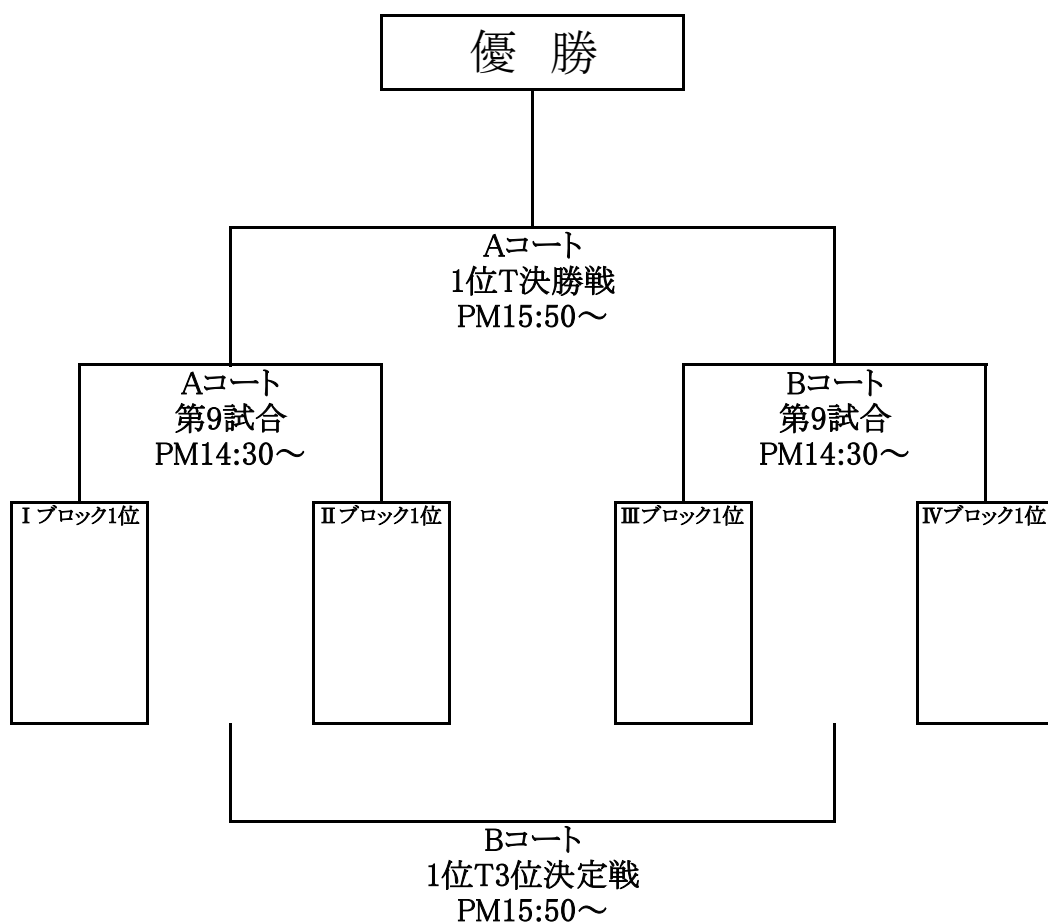 優 勝
Aコート
1位T決勝戦
PM15:50～
Aコート
第9試合
PM14:30～
Bコート
第9試合
PM14:30～
Ⅰブロック1位
Ⅱブロック1位
Ⅲブロック1位
Ⅳブロック1位
Bコート
1位T3位決定戦
PM15:50～